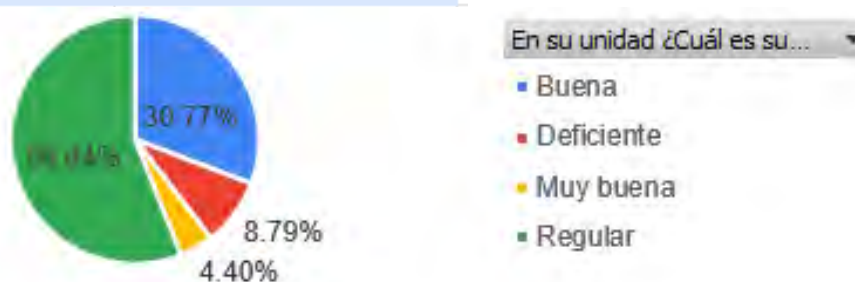 En su unidad ¿Cuál es su...
30.77%
Buena
Deficiente
Muy buena
8.79%
Regular
4.40%